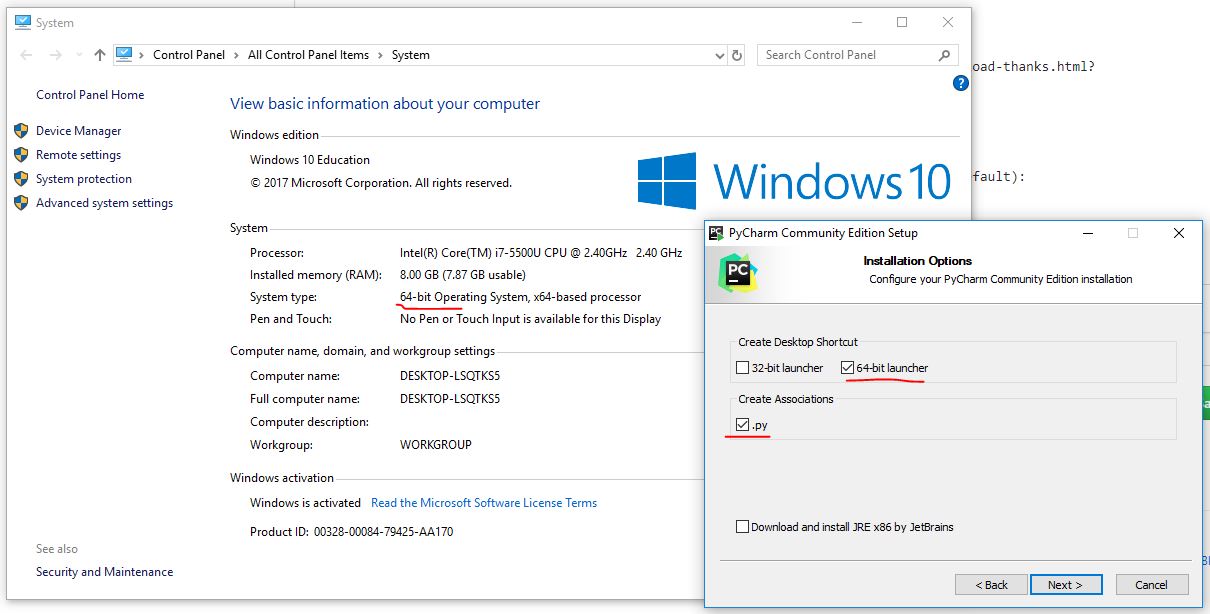 System
Control Panel > All Control Panel Items > System
Search Control Panel
oad-thanks.html?
?
Control Panel Home
Device Manager
Remote settings
System protection
Advanced system settings
See also
Security and Maintenance
View basic information about your computer
Windows edition
Windows 10 Education
© 2017 Microsoft Corporation. All rights reserved.
Windows 10
fault):
System
Processor: Intel(R) Core(TM) i7-5500U CPU @ 2.40GHz 2.40 GHz
Installed memory (RAM): 8.00 GB (7.87 GB usable)
System type: 64-bit Operating System, x64-based processor
Pen and Touch: No Pen or Touch Input is available for this Display
Computer name, domain, and workgroup settings
Computer name: DESKTOP-LSQTKS5
Full computer name: DESKTOP-LSQTKS5
Computer description:
Workgroup: WORKGROUP
Windows activation
Windows is activated Read the Microsoft Software License Terms
Product ID: 00328-00084-79425-AA170
PC PyCharm Community Edition Setup
PC
Installation Options
Configure your PyCharm Community Edition installation
Create Desktop Shortcut
32-bit launcher
64-bit launcher
Create Associations
.py
Download and install JRE x86 by JetBrains
< Back
Next >
Cancel